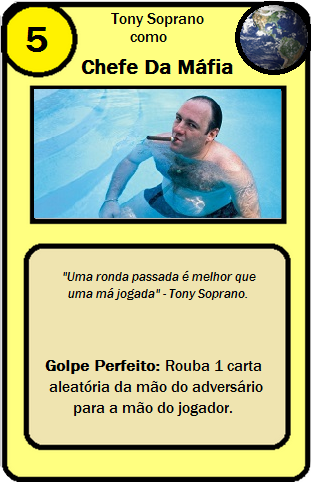 5
Tony Soprano
como
Chefe Da Máfia
"Uma ronda passada é melhor que
uma má jogada" - Tony Soprano.
Golpe Perfeito: Rouba 1 carta
aleatória da mão do adversário
para a mão do jogador.